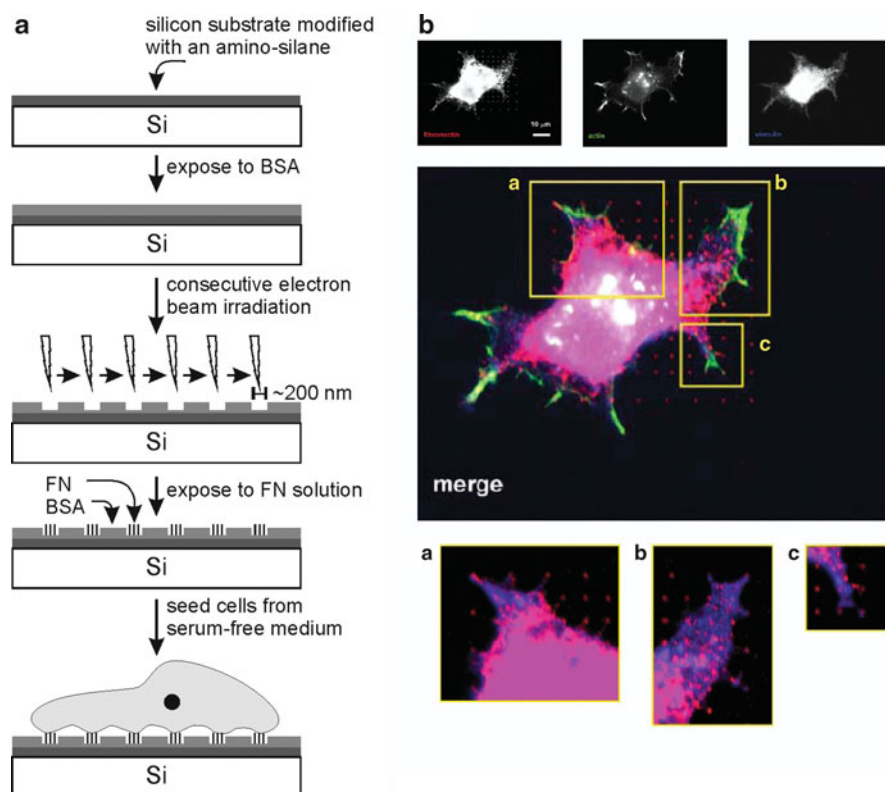 a
silicon substrate modified
with an amino-silane
Si
expose to BSA
Si
consecutive electron
beam irradiation
~200 nm
Si
FN
BSA
expose to FN solution
Si
seed cells from
serum-free medium
Si
b
fibronectin
10 μm
actin
vinculin
a
b
c
merge
a
b
c